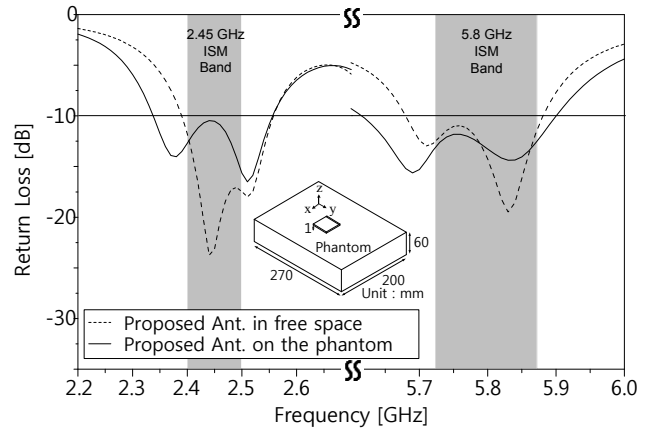 0
-10
-20
-30
Return Loss [dB]
2.45 GHz
ISM
Band
5.8 GHz
ISM
Band
z
x
y
1
Phantom
60
270
200
Unit : mm
Proposed Ant. in free space
Proposed Ant. on the phantom
2.2 2.3 2.4 2.5 2.6 5.7 5.8 5.9 6.0
Frequency [GHz]